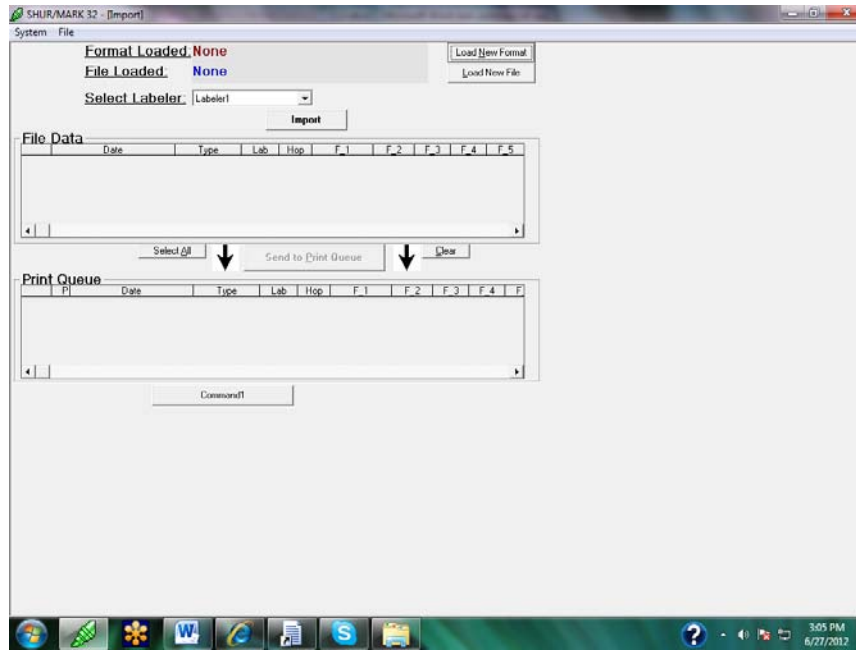 SHUR/MARK 32 - [Import]
System File
Format Loaded: None
Load New Format
File Loaded: None
Load New File
Select Labeler: Labeler1
Import
File Data
Date Type Lab Hop F_1 F_2 F_3 F_4 F_5
Select All Send to Print Queue Clear
Print Queue
P Date Type Lab Hop F_1 F_2 F_3 F_4 F
Command1
3:05 PM
6/27/2012